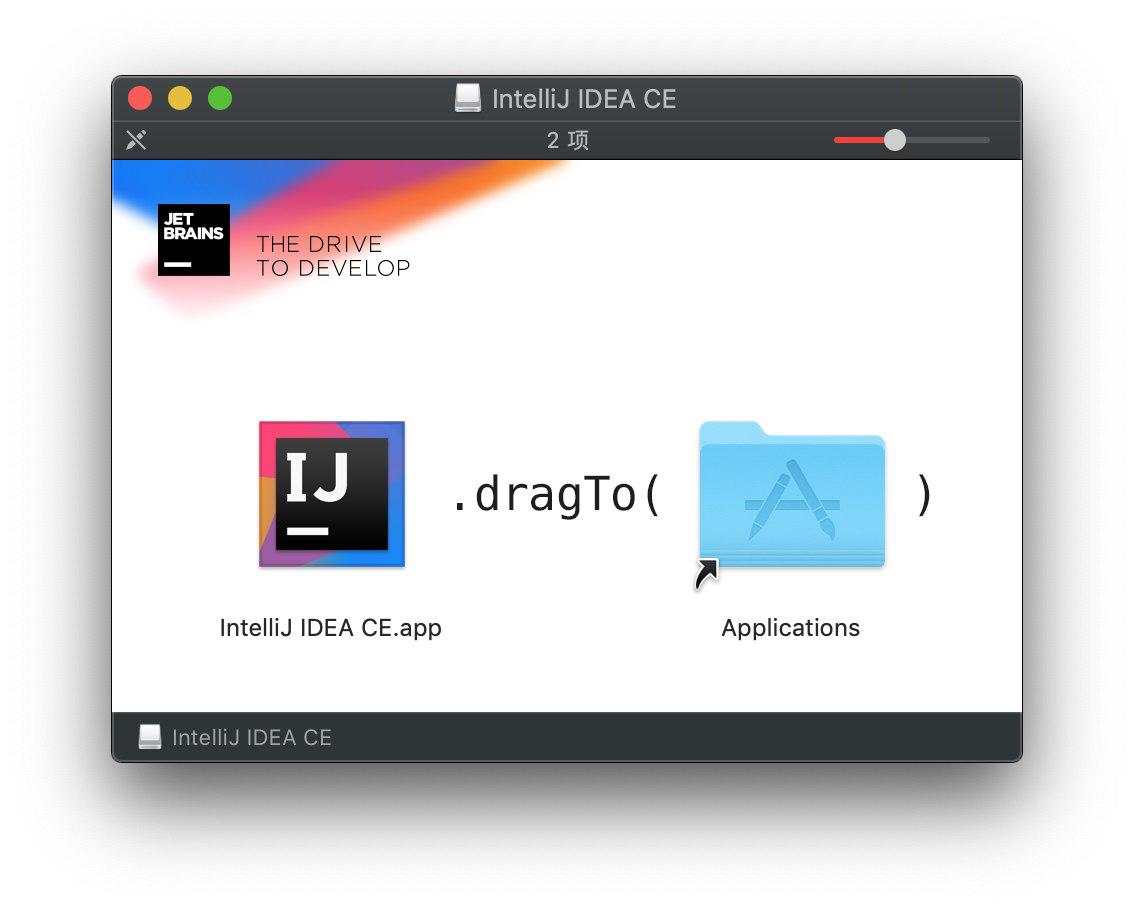 IntelliJ IDEA CE
2 项
JET
BRAINS
THE DRIVE
TO DEVELOP
IJ
.dragTo( )
IntelliJ IDEA CE.app
Applications
IntelliJ IDEA CE